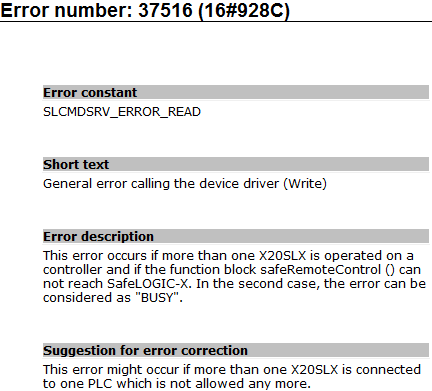 Error number: 37516 (16#928C)
Error constant
SLCMDSRV_ERROR_READ
Short text
General error calling the device driver (Write)
Error description
This error occurs if more than one X20SLX is operated on a
controller and if the function block safeRemoteControl () can
not reach SafeLOGIC-X. In the second case, the error can be
considered as "BUSY".
Suggestion for error correction
This error might occur if more than one X20SLX is connected
to one PLC which is not allowed any more.